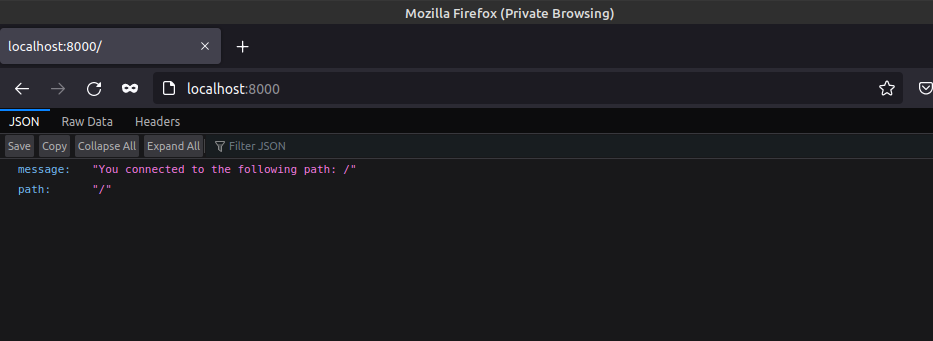 Mozilla Firefox (Private Browsing)
localhost:8000/
localhost:8000
JSON Raw Data Headers
Save Copy Collapse All Expand All Filter JSON
message: "You connected to the following path: /"
path: "/"